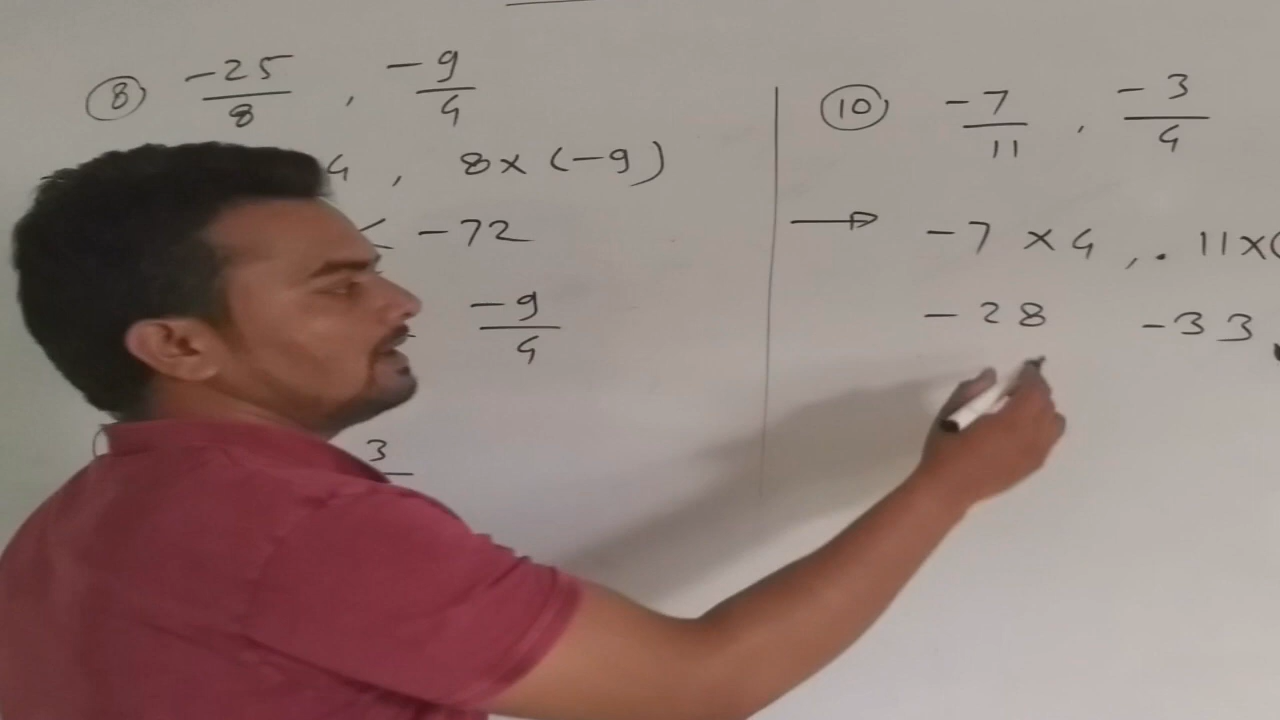 ⑧ -25/8 , -9/4
4 , 8×(-9)
< -72
-9/4
3
⑩ -7/11 , -3/4
→ -7×4 , . 11×(
-28 -33